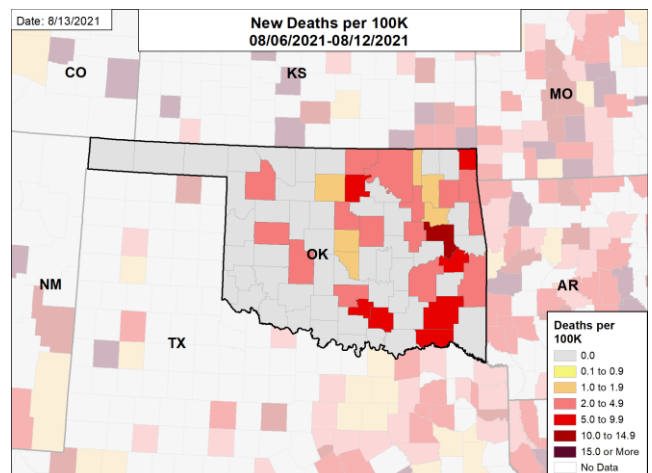 Date: 8/13/2021
New Deaths per 100K
08/06/2021-08/12/2021
CO
KS
MO
NM
OK
AR
TX
Deaths per
100K
0.0
0.1 to 0.9
1.0 to 1.9
2.0 to 4.9
5.0 to 9.9
10.0 to 14.9
15.0 or More
No Data